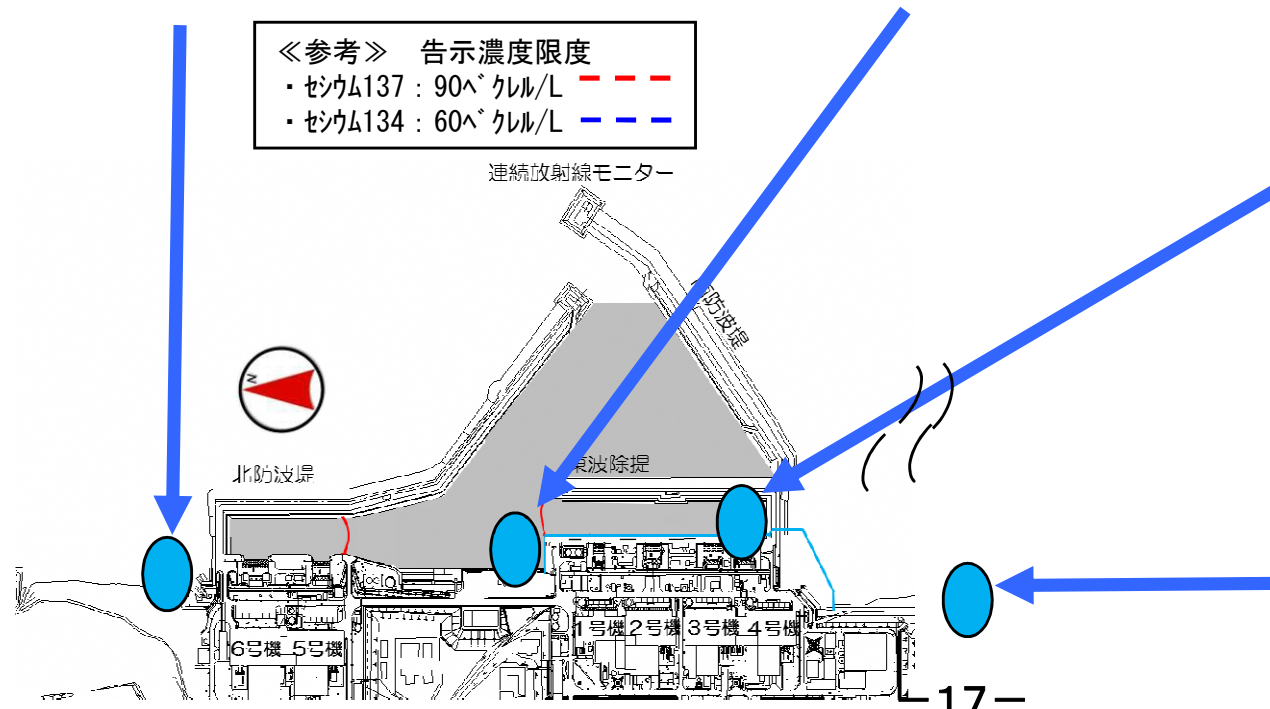 ≪参考≫ 告示濃度限度
・ｾｼｳﾑ137：90ﾍﾞｸﾚﾙ/L
・ｾｼｳﾑ134：60ﾍﾞｸﾚﾙ/L
連続放射線モニター
防波堤
N
東波除提
北防波堤
1号機 2号機 3号機 4号機
6号機 5号機
－17－